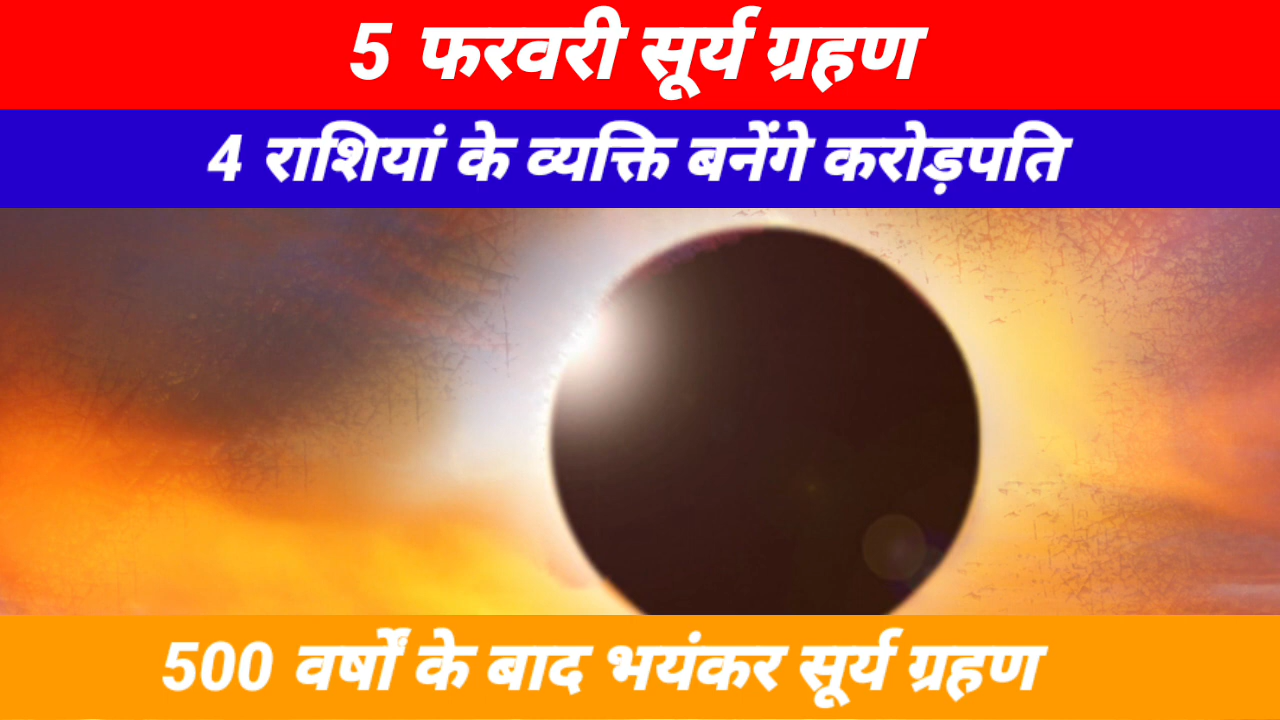 5 फरवरी सूर्य ग्रहण
4 राशियां के व्यक्ति बनेंगे करोड़पति
500 वर्षों के बाद भयंकर सूर्य ग्रहण